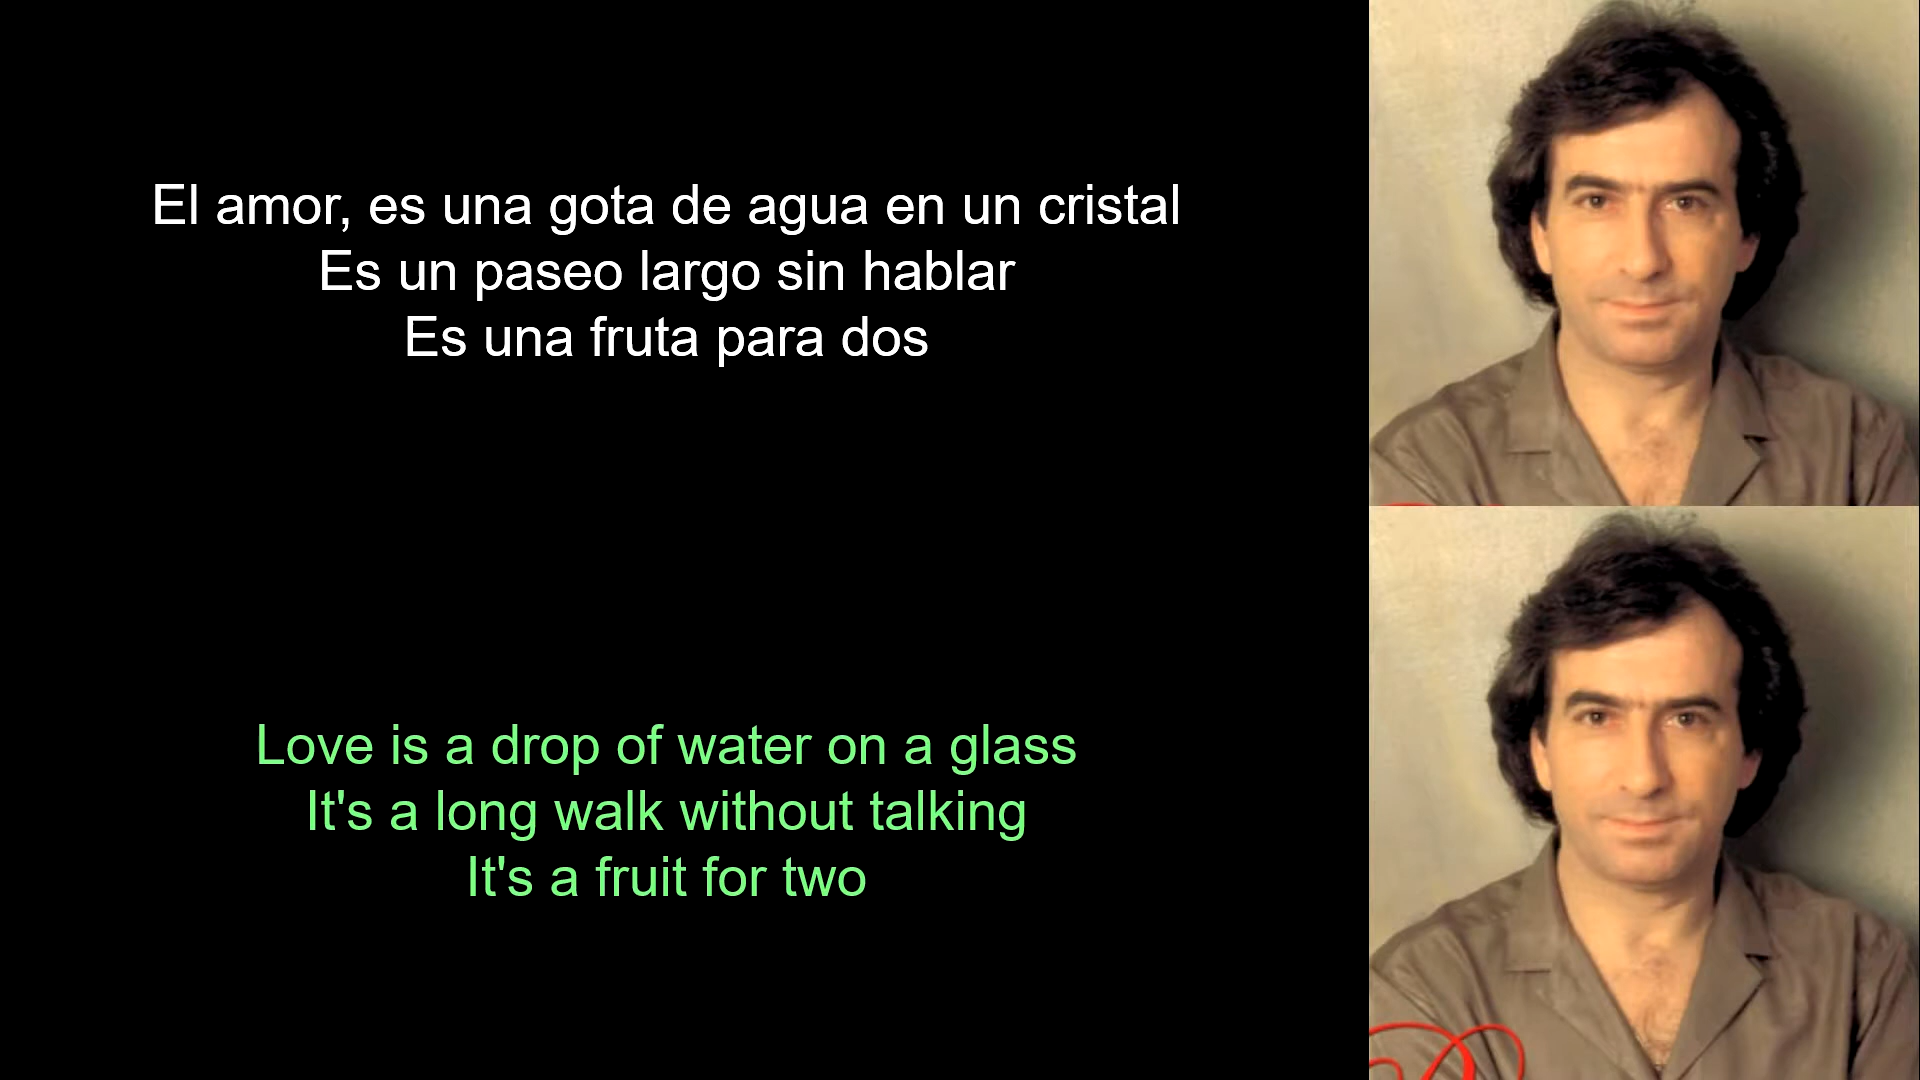 El amor, es una gota de agua en un cristal
Es un paseo largo sin hablar
Es una fruta para dos
Love is a drop of water on a glass
It's a long walk without talking
It's a fruit for two